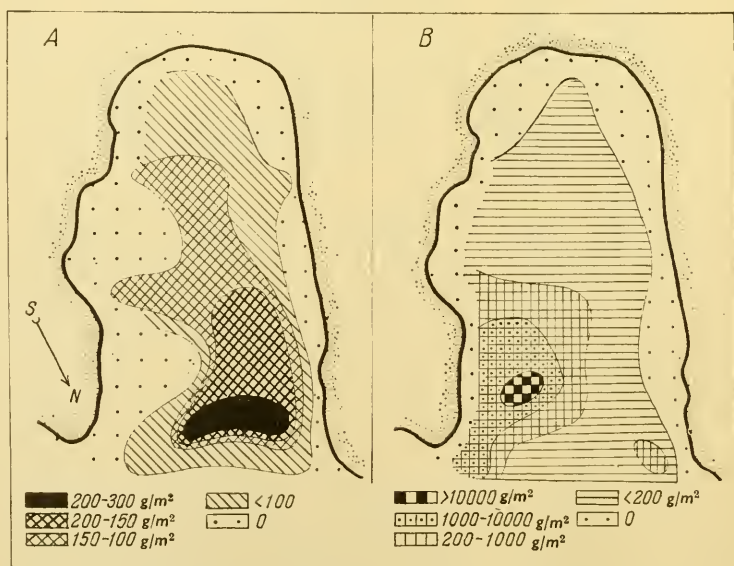 A
B
S
N
200-300 g/m²
<100
200-150 g/m²
0
150-100 g/m²
>10000 g/m²
<200 g/m²
1000-10000 g/m²
0
200-1000 g/m²